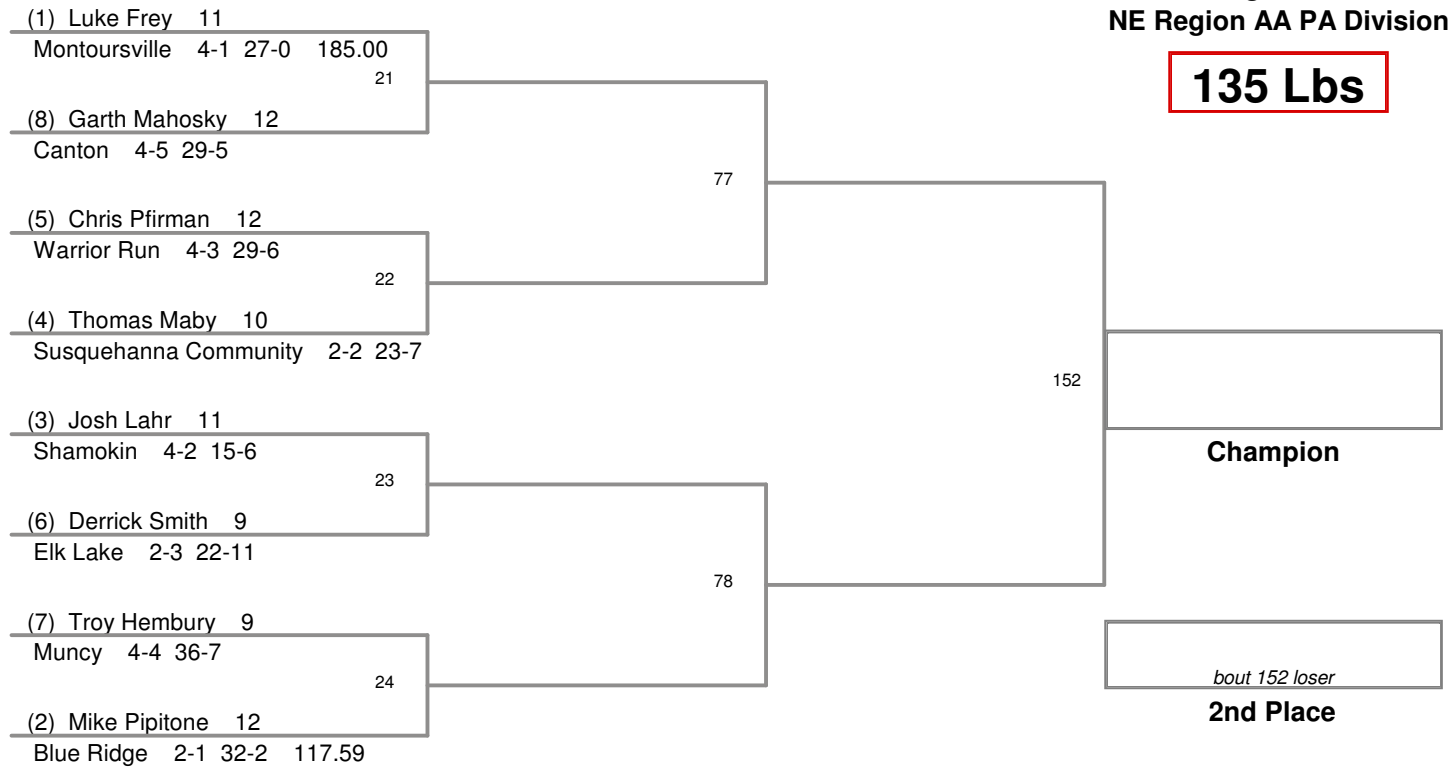 NE Region AA PA Division
135 Lbs
(1) Luke Frey 11
Montoursville 4-1 27-0 185.00
21
(8) Garth Mahosky 12
Canton 4-5 29-5
77
(5) Chris Pfirman 12
Warrior Run 4-3 29-6
22
(4) Thomas Maby 10
Susquehanna Community 2-2 23-7
152
(3) Josh Lahr 11
Shamokin 4-2 15-6
Champion
23
(6) Derrick Smith 9
Elk Lake 2-3 22-11
78
(7) Troy Hembury 9
Muncy 4-4 36-7
24
bout 152 loser
2nd Place
(2) Mike Pipitone 12
Blue Ridge 2-1 32-2 117.59